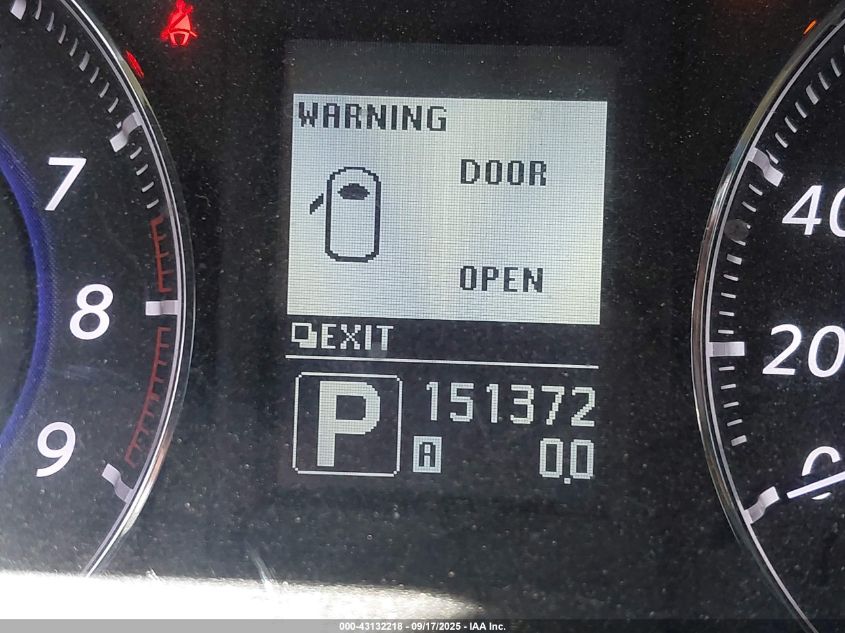 WARNING
DOOR
OPEN
EXIT
P
151372
A
0.0
7
8
9
40
20
0
000-43132218 - 09/17/2025 - IAA Inc.